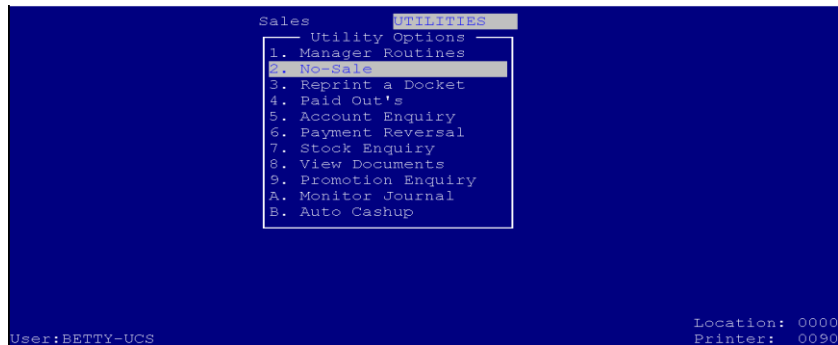 Sales UTILITIES
Utility Options
1. Manager Routines
2. No-Sale
3. Reprint a Docket
4. Paid Out's
5. Account Enquiry
6. Payment Reversal
7. Stock Enquiry
8. View Documents
9. Promotion Enquiry
A. Monitor Journal
B. Auto Cashup
Location: 0000
User:BETTY-UCS Printer: 0090